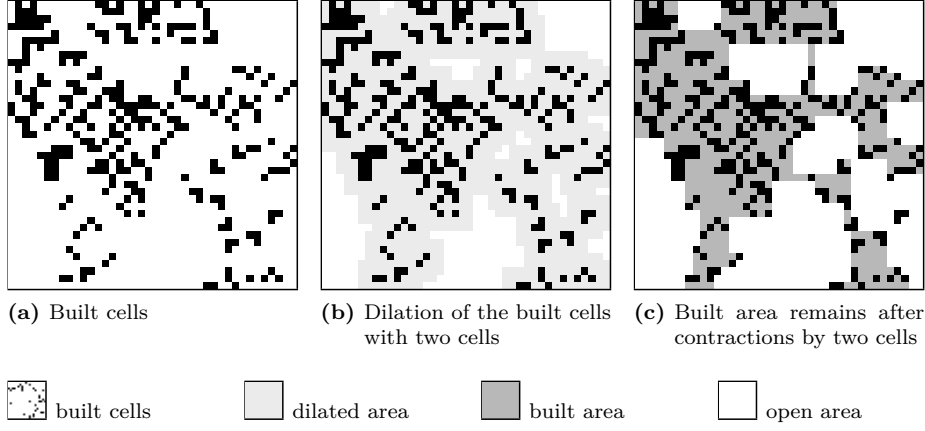 (a) Built cells
(b) Dilation of the built cells
with two cells
(c) Built area remains after
contractions by two cells
built cells
dilated area
built area
open area